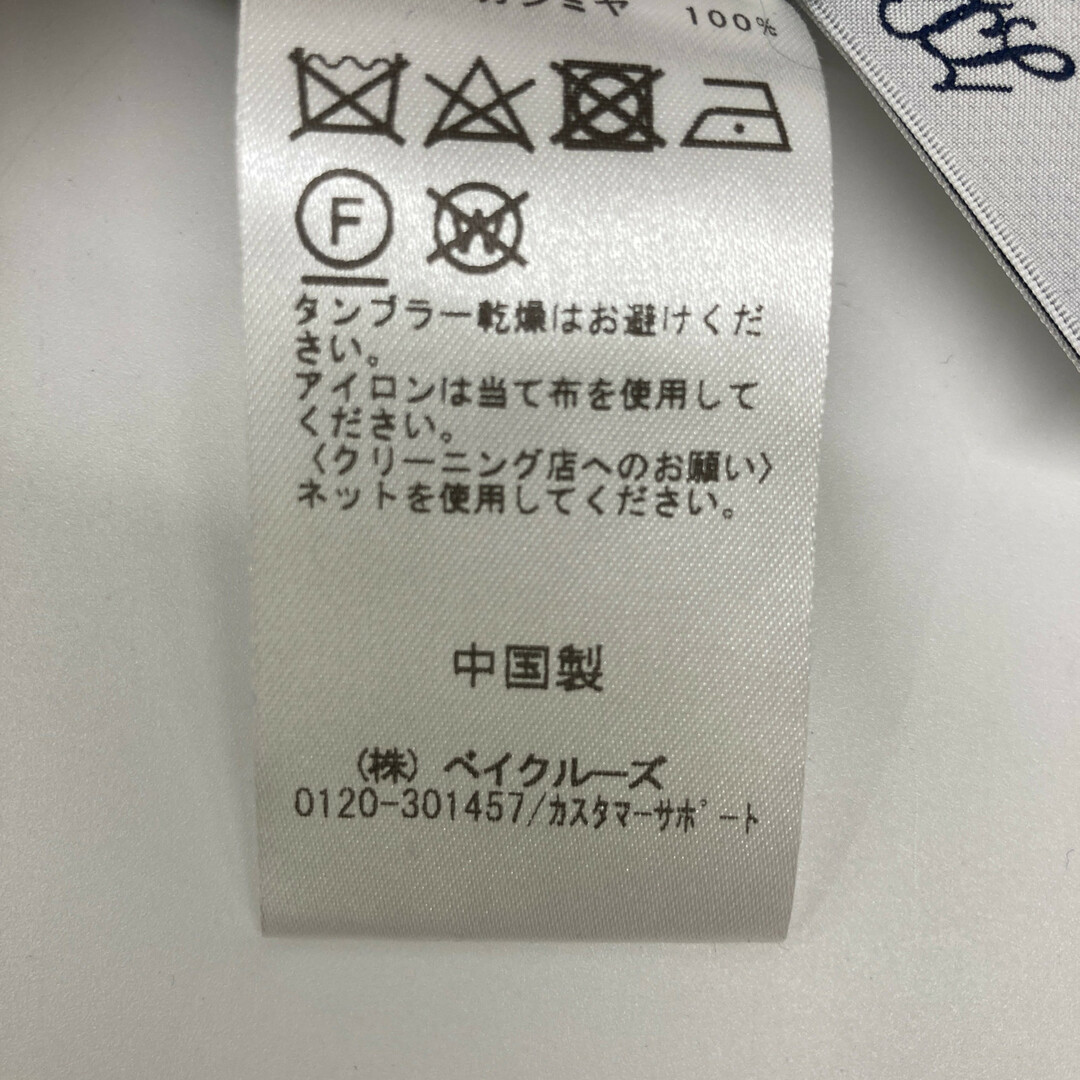 カシミヤ 100%
F W
タンブラー乾燥はお避けくだ
さい。
アイロンは当て布を使用して
ください。
〈クリーニング店へのお願い〉
ネットを使用してください。
中国製
(株) ベイクルーズ
0120-301457/ｶｽﾀﾏｰｻﾎﾟｰﾄ